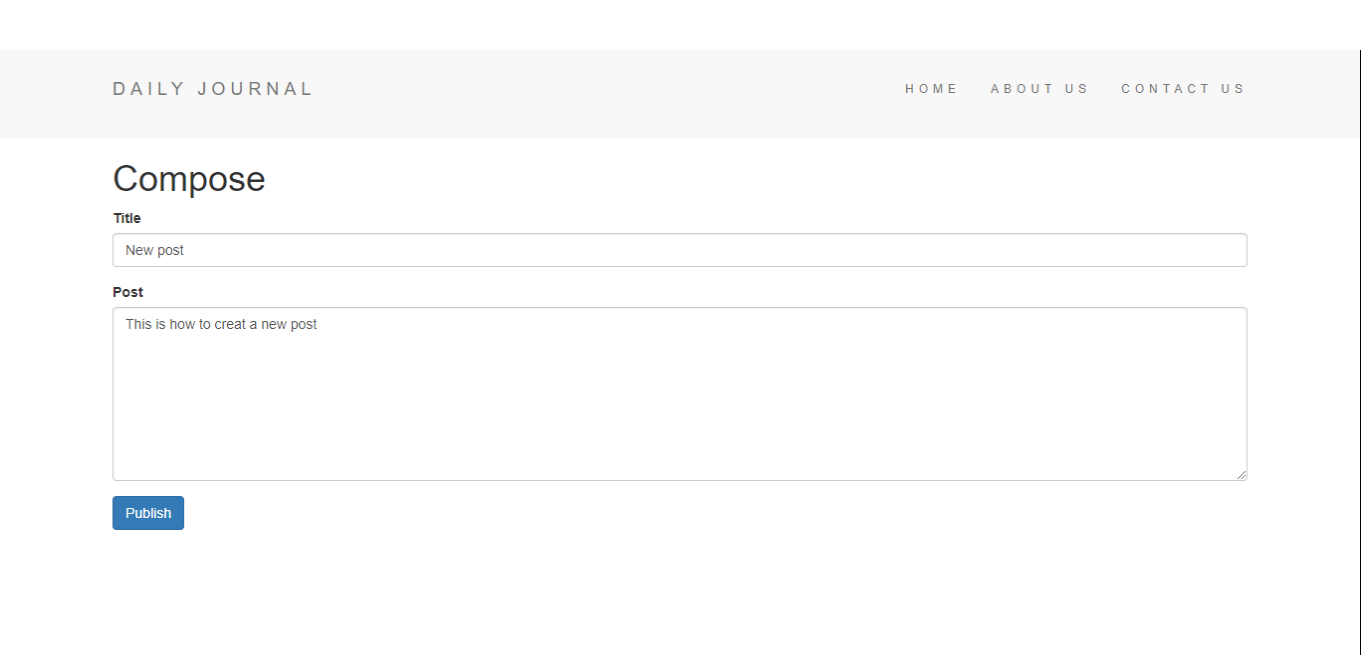 DAILY JOURNAL
HOME ABOUT US CONTACT US
Compose
Title
New post
Post
This is how to creat a new post
Publish